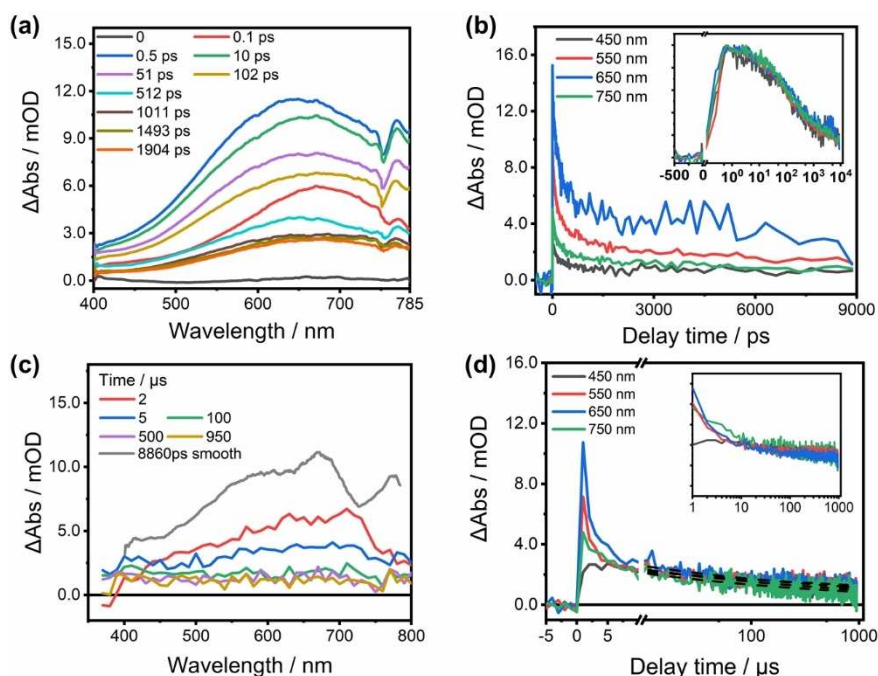 (a)
0 0.1 ps
0.5 ps 10 ps
51 ps 102 ps
512 ps
1011 ps
1493 ps
1904 ps
15.0
12.0
9.0
6.0
3.0
0.0
ΔAbs / mOD
400 500 600 700 785
Wavelength / nm
(b)
450 nm
550 nm
650 nm
750 nm
16.0
12.0
8.0
4.0
0.0
ΔAbs / mOD
-500 0 10⁰ 10¹ 10² 10³ 10⁴
0 3000 6000 9000
Delay time / ps
(c)
Time / µs
2
5 100
500 950
8860ps smooth
15.0
10.0
5.0
0.0
ΔAbs / mOD
400 500 600 700 800
Wavelength / nm
(d)
450 nm
550 nm
650 nm
750 nm
16.0
12.0
8.0
4.0
0.0
ΔAbs / mOD
1 10 100 1000
-5 0 5 100 1000
Delay time / µs